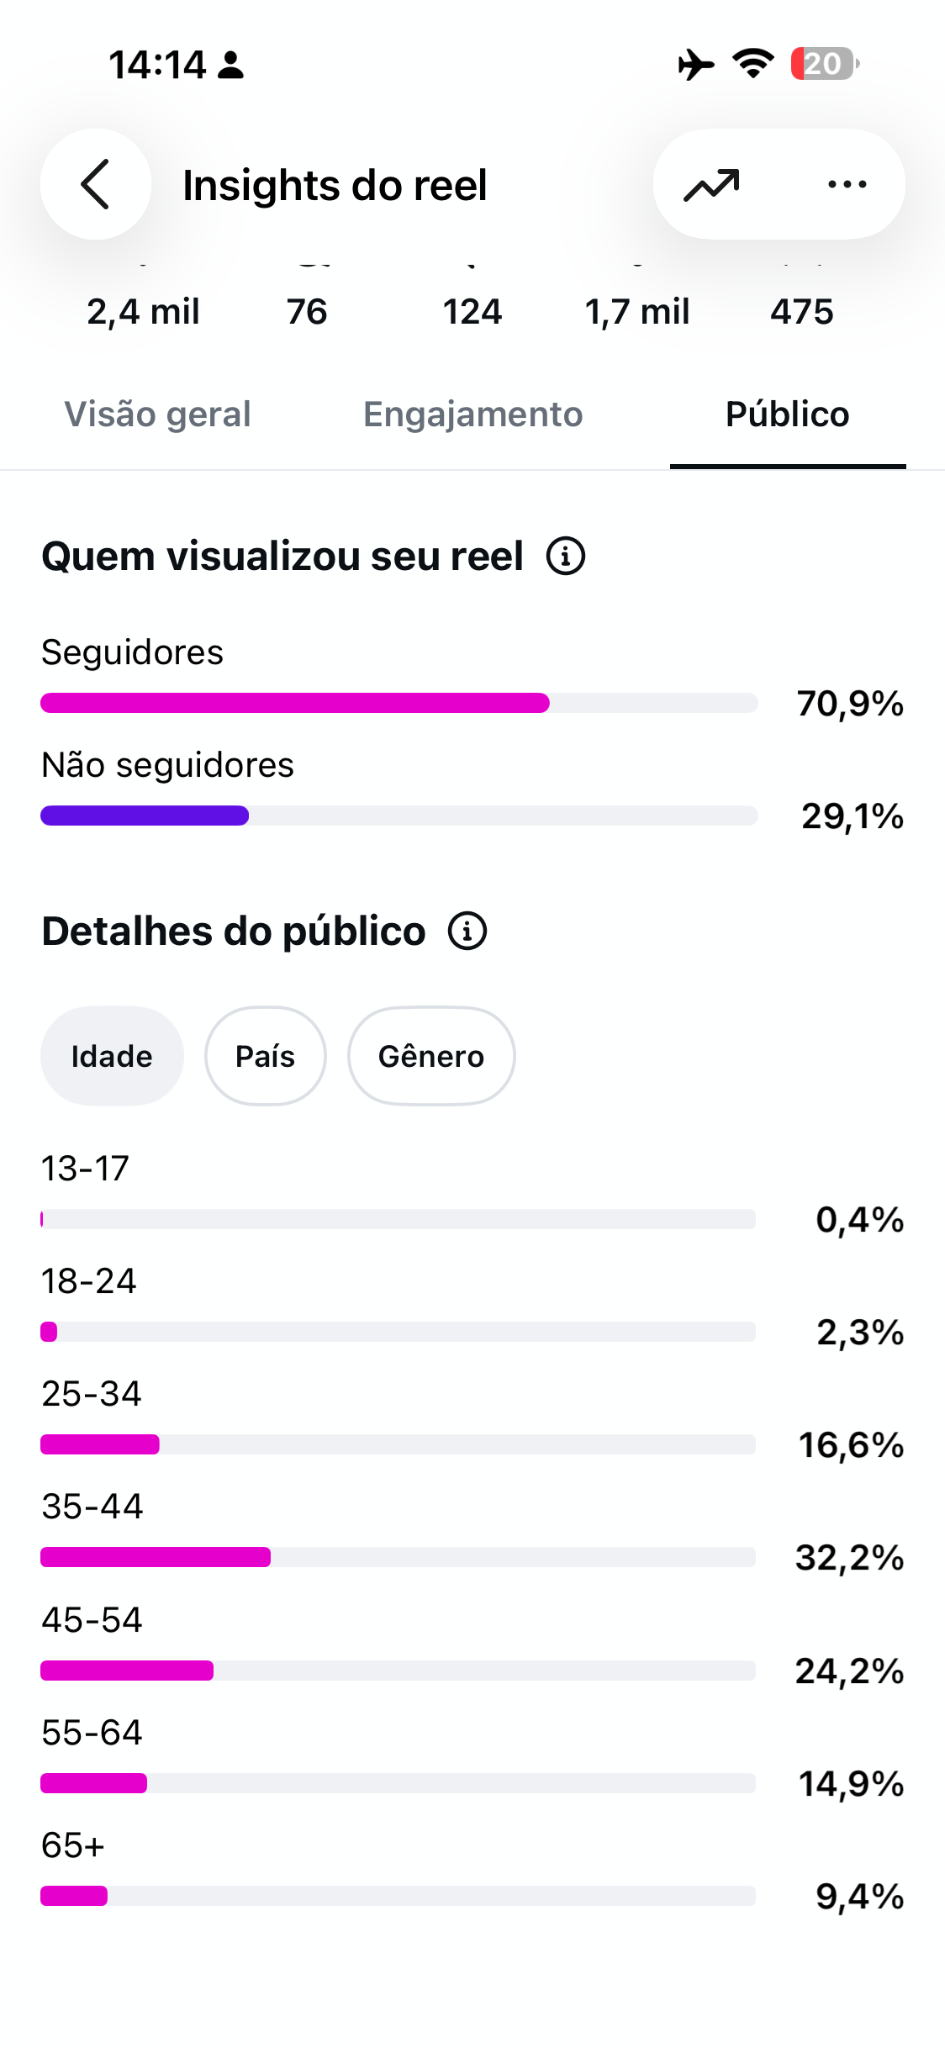 14:14
20
Insights do reel
2,4 mil 76 124 1,7 mil 475
Visão geral Engajamento Público
Quem visualizou seu reel
Seguidores
70,9%
Não seguidores
29,1%
Detalhes do público
Idade País Gênero
13-17
0,4%
18-24
2,3%
25-34
16,6%
35-44
32,2%
45-54
24,2%
55-64
14,9%
65+
9,4%